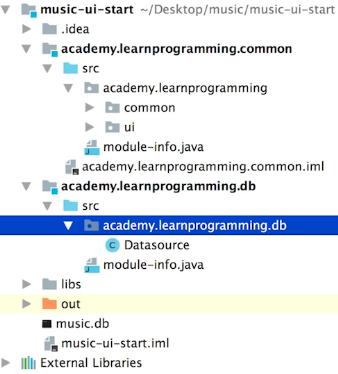 music-ui-start ~/Desktop/music/music-ui-start
.idea
academy.learnprogramming.common
src
academy.learnprogramming
common
ui
module-info.java
academy.learnprogramming.common.iml
academy.learnprogramming.db
src
academy.learnprogramming.db
C Datasource
module-info.java
libs
out
music.db
music-ui-start.iml
External Libraries